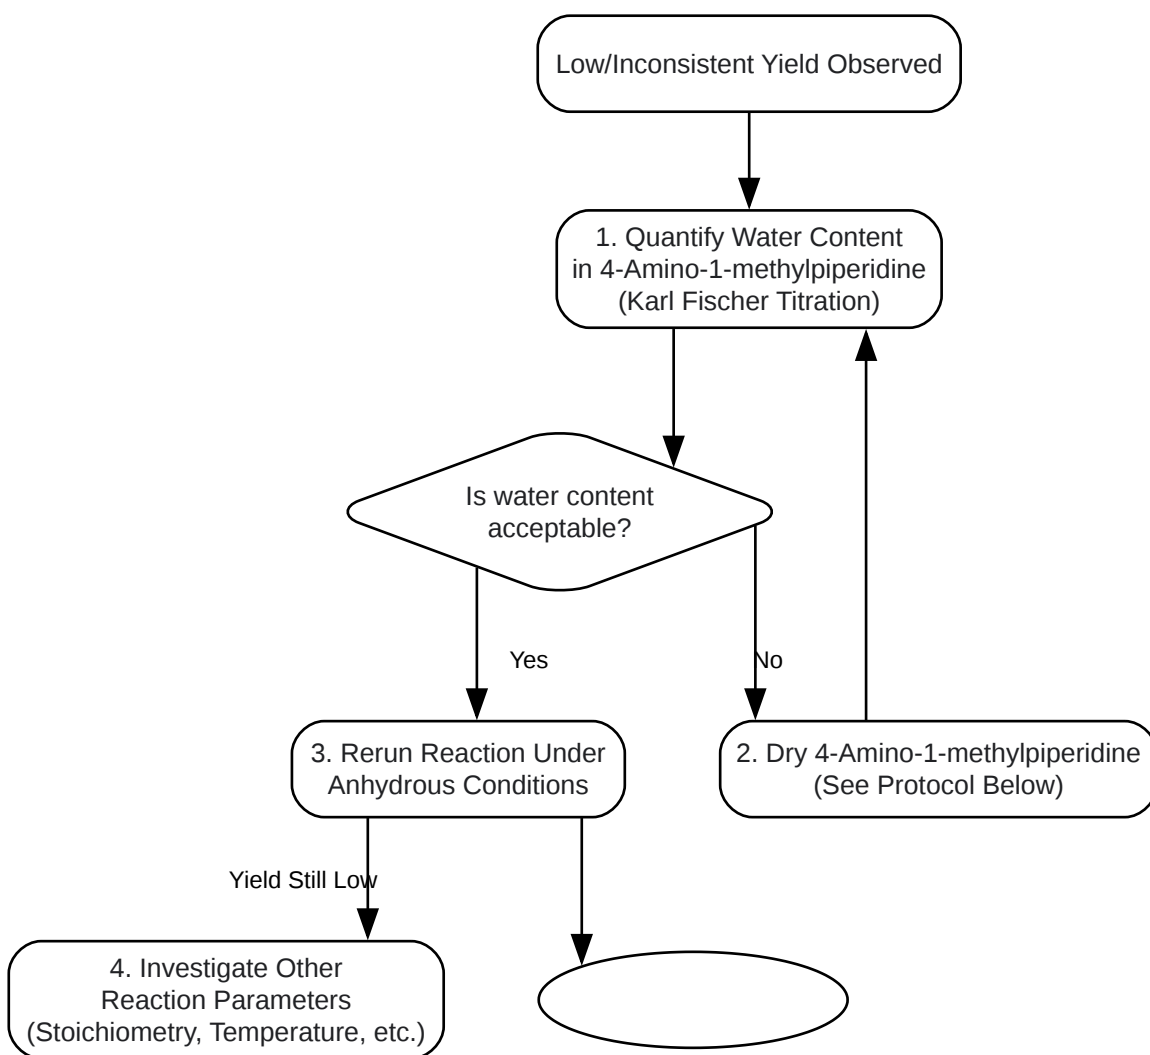 Low/Inconsistent Yield Observed
1. Quantify Water Content
in 4-Amino-1-methylpiperidine
(Karl Fischer Titration)
Is water content
acceptable?
Yes
No
3. Rerun Reaction Under
Anhydrous Conditions
2. Dry 4-Amino-1-methylpiperidine
(See Protocol Below)
Yield Still Low
4. Investigate Other
Reaction Parameters
(Stoichiometry, Temperature, etc.)